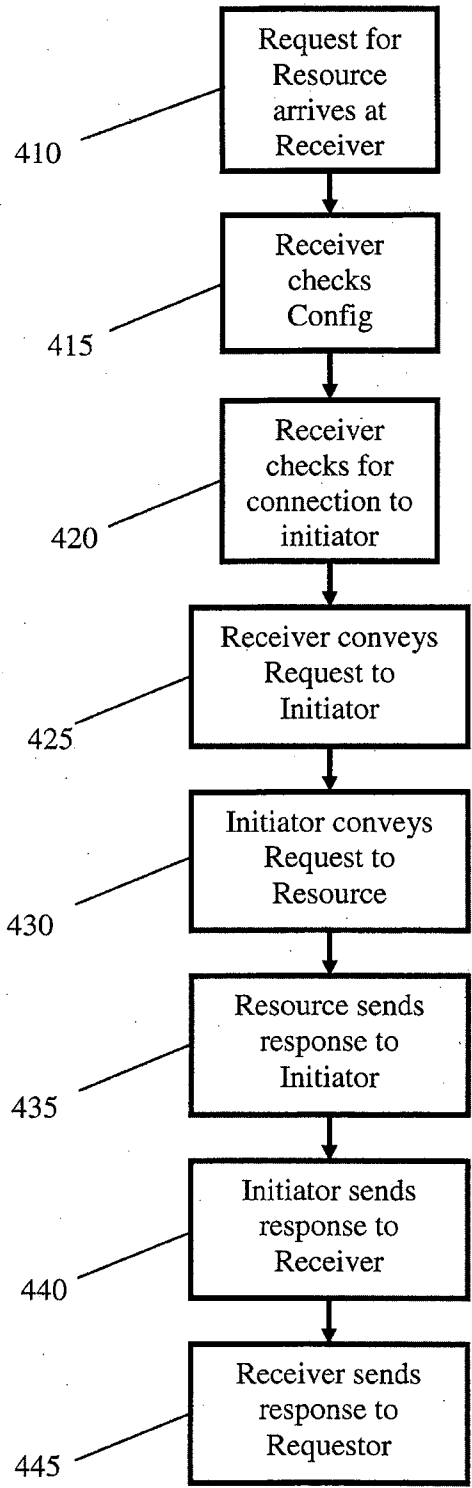 Request for
Resource
arrives at
Receiver
410
Receiver
checks
Config
415
Receiver
checks for
connection to
initiator
420
Receiver conveys
Request to
Initiator
425
Initiator conveys
Request to
Resource
430
Resource sends
response to
Initiator
435
Initiator sends
response to
Receiver
440
Receiver sends
response to
Requestor
445